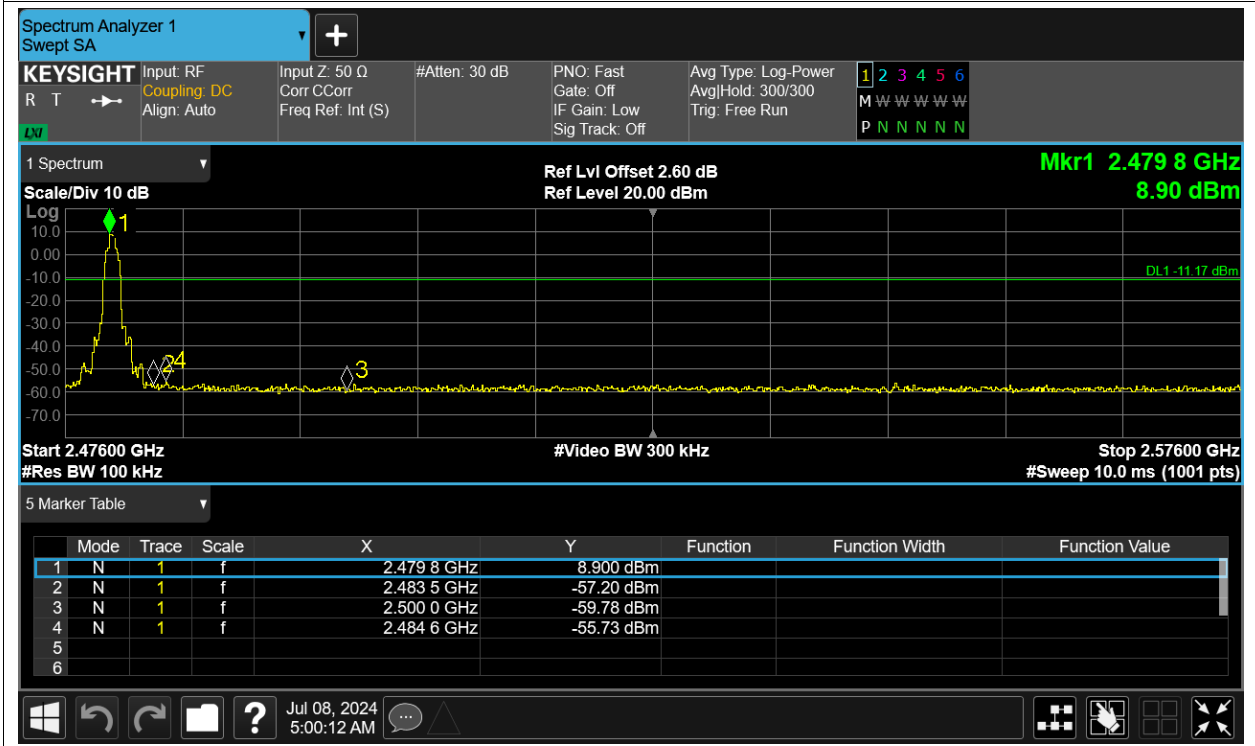 Spectrum Analyzer 1
Swept SA
+
KEYSIGHT Input: RF Input Z: 50 Ω #Atten: 30 dB PNO: Fast Avg Type: Log-Power 1 2 3 4 5 6
R T Coupling: DC Corr CCorr Gate: Off Avg|Hold: 300/300 M W W W W W
Align: Auto Freq Ref: Int (S) IF Gain: Low Trig: Free Run P N N N N N
LXI Sig Track: Off
1 Spectrum Ref Lvl Offset 2.60 dB Mkr1 2.479 8 GHz
Scale/Div 10 dB Ref Level 20.00 dBm 8.90 dBm
Log
1
10.0
0.00
DL1 -11.17 dBm
-10.0
-20.0
-30.0
-40.0
2 4 3
-50.0
-60.0
-70.0
Start 2.47600 GHz #Video BW 300 kHz Stop 2.57600 GHz
#Res BW 100 kHz #Sweep 10.0 ms (1001 pts)
5 Marker Table
Mode Trace Scale X Y Function Function Width Function Value
1 N 1 f 2.479 8 GHz 8.900 dBm
2 N 1 f 2.483 5 GHz -57.20 dBm
3 N 1 f 2.500 0 GHz -59.78 dBm
4 N 1 f 2.484 6 GHz -55.73 dBm
5
6
? Jul 08, 2024
5:00:12 AM